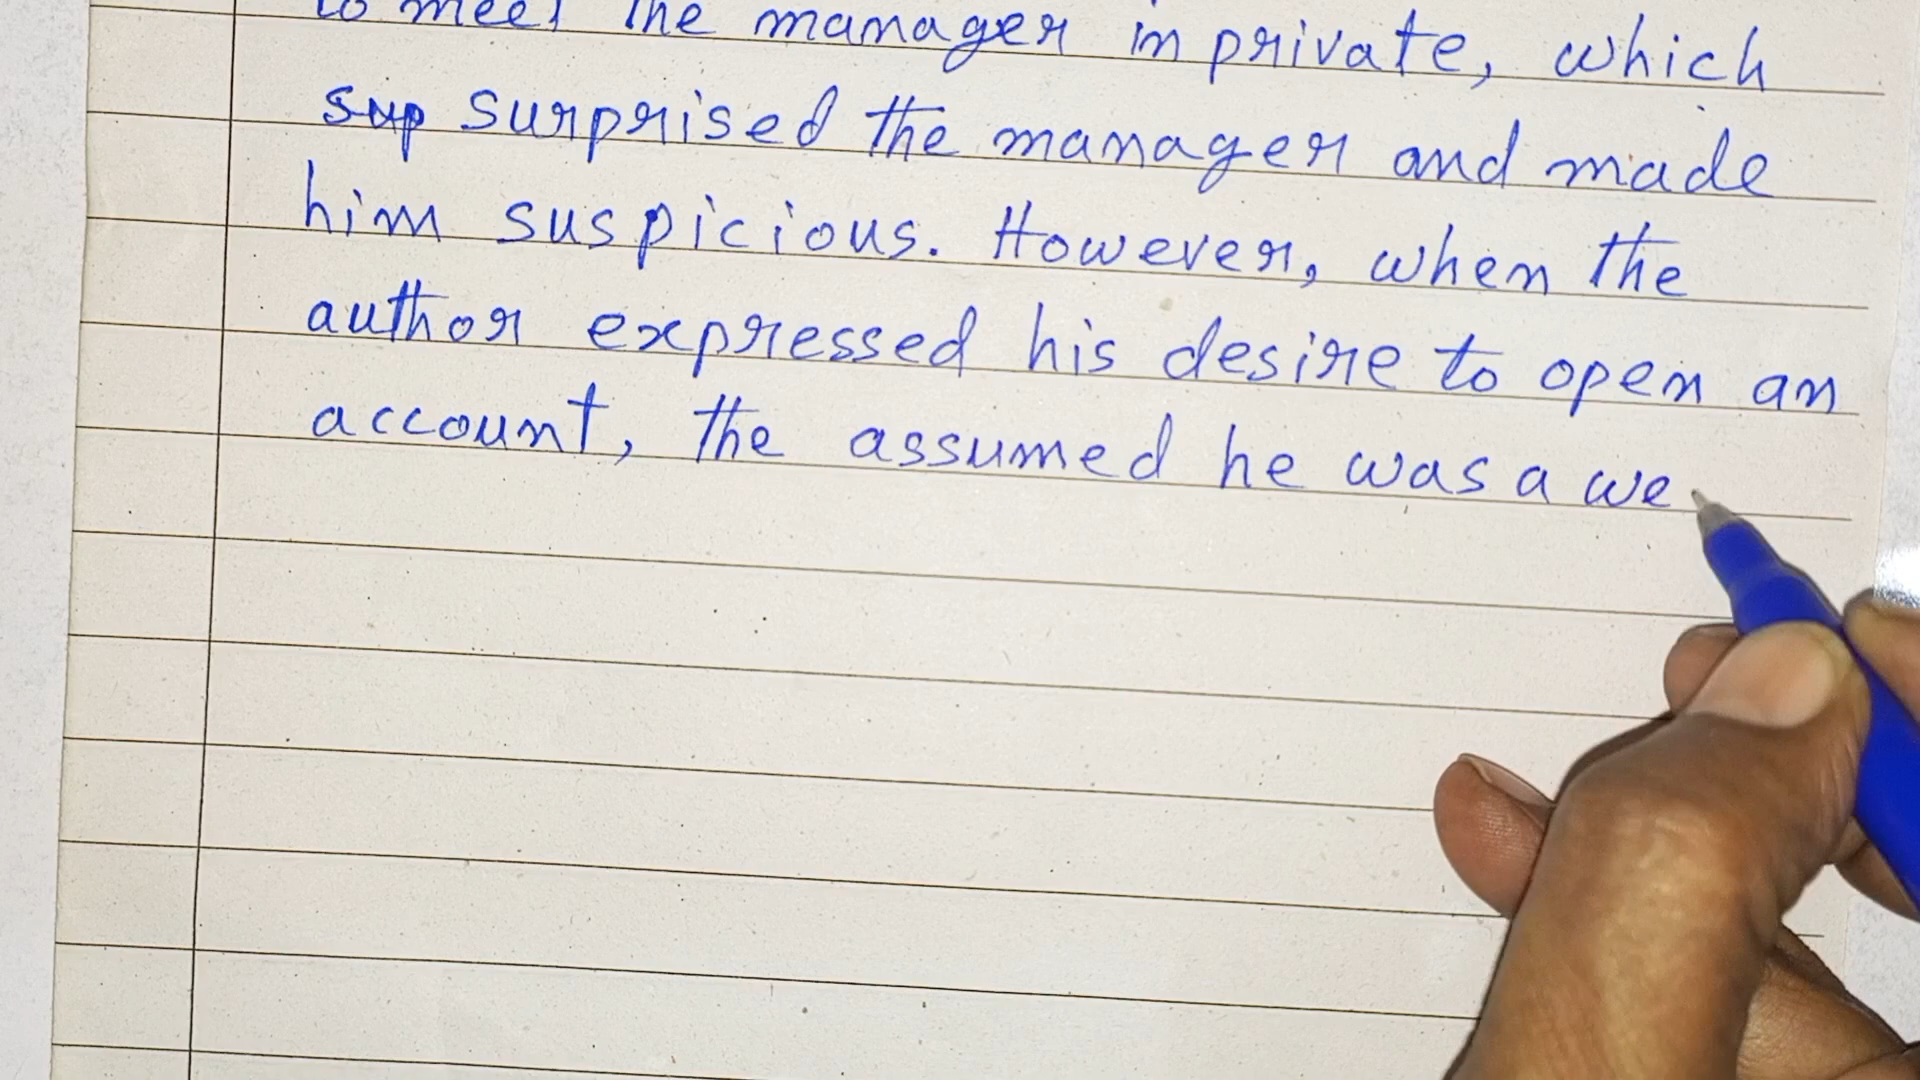 to meet the manager in private, which
sup surprised the manager and made
him suspicious. However, when the
author expressed his desire to open an
account, the assumed he was a we